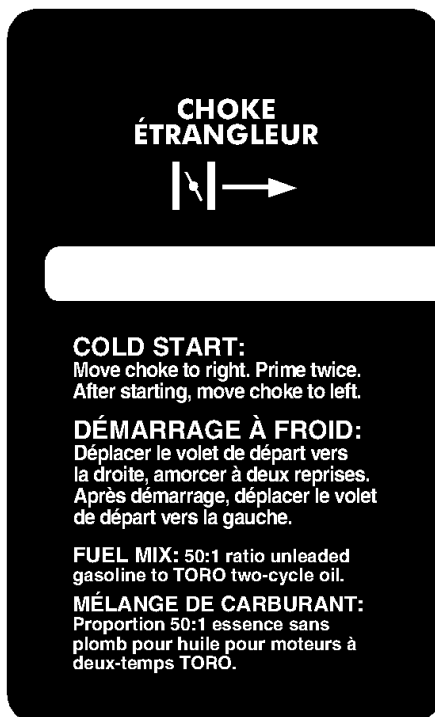 CHOKE
ÉTRANGLEUR
COLD START:
Move choke to right. Prime twice.
After starting, move choke to left.
DÉMARRAGE À FROID:
Déplacer le volet de départ vers
la droite, amorcer à deux reprises.
Après démarrage, déplacer le volet
de départ vers la gauche.
FUEL MIX: 50:1 ratio unleaded
gasoline to TORO two-cycle oil.
MÉLANGE DE CARBURANT:
Proportion 50:1 essence sans
plomb pour huile pour moteurs à
deux-temps TORO.